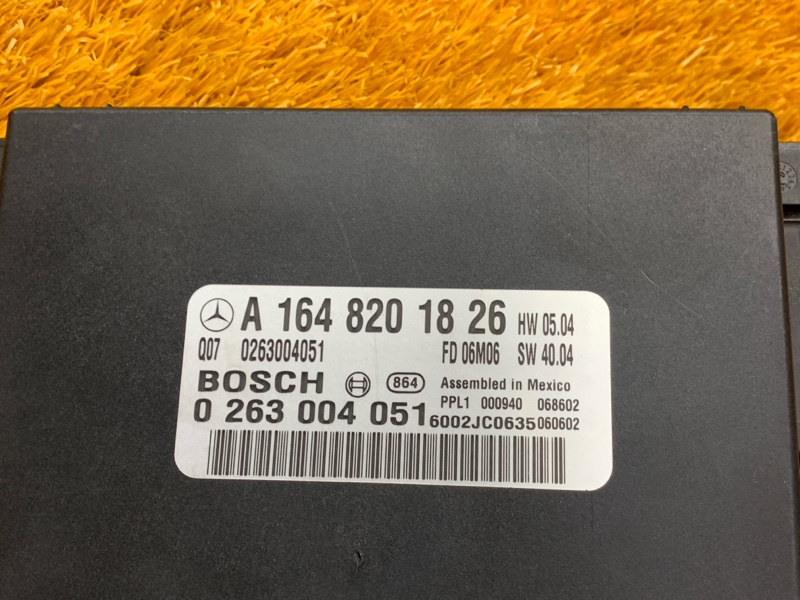 A 164 820 18 26 HW 05.04
Q07 0263004051 FD 06M06 SW 40.04
BOSCH 864 Assembled in Mexico
PPL1 000940 068602
0 263 004 051 6002JC0635 060602